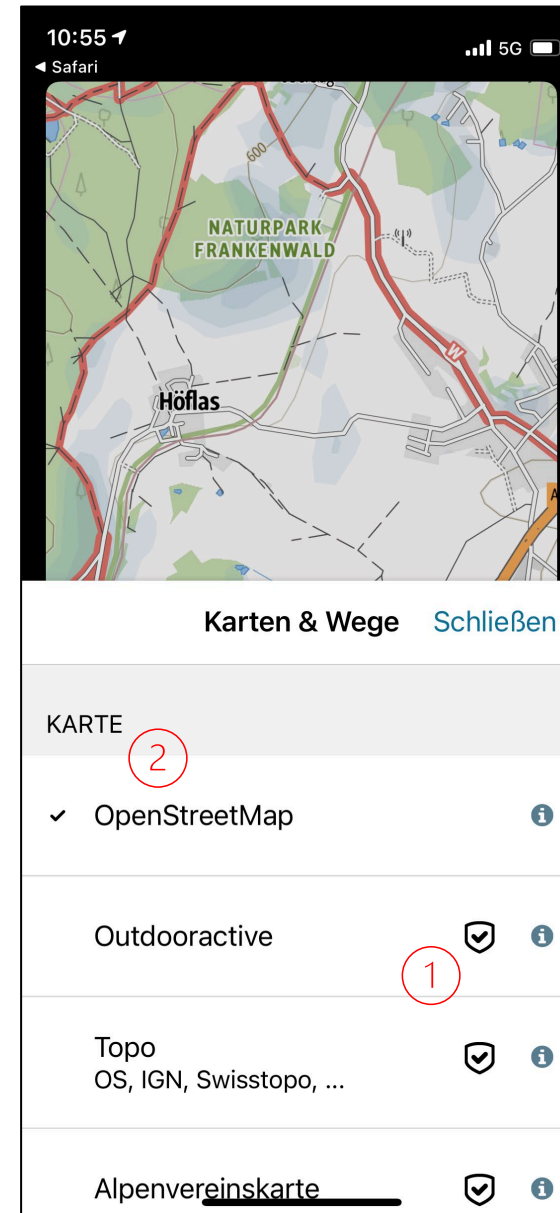 10:55
5G
◀ Safari
600
NATURPARK
FRANKENWALD
W
Höflas
A
Karten & Wege
Schließen
KARTE
2
OpenStreetMap
Outdooractive
1
Topo
OS, IGN, Swisstopo, ...
Alpenvereinskarte